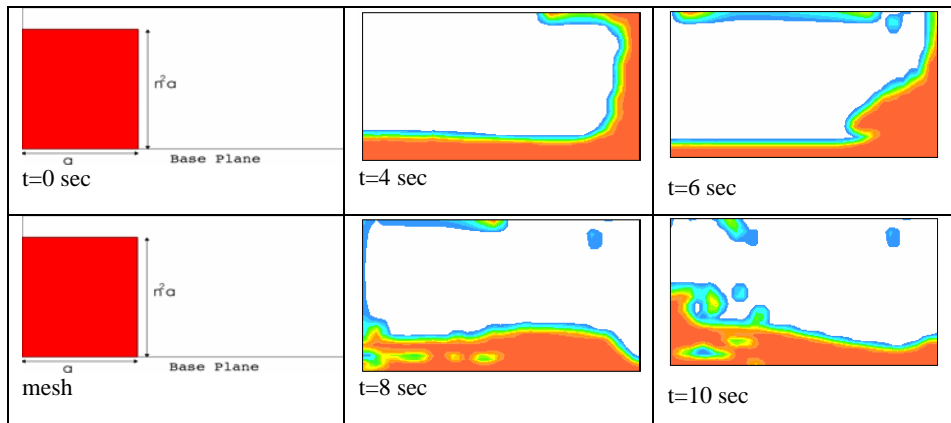 n²a
a
Base Plane
t=0 sec
t=4 sec
t=6 sec
n²a
a
Base Plane
mesh
t=8 sec
t=10 sec